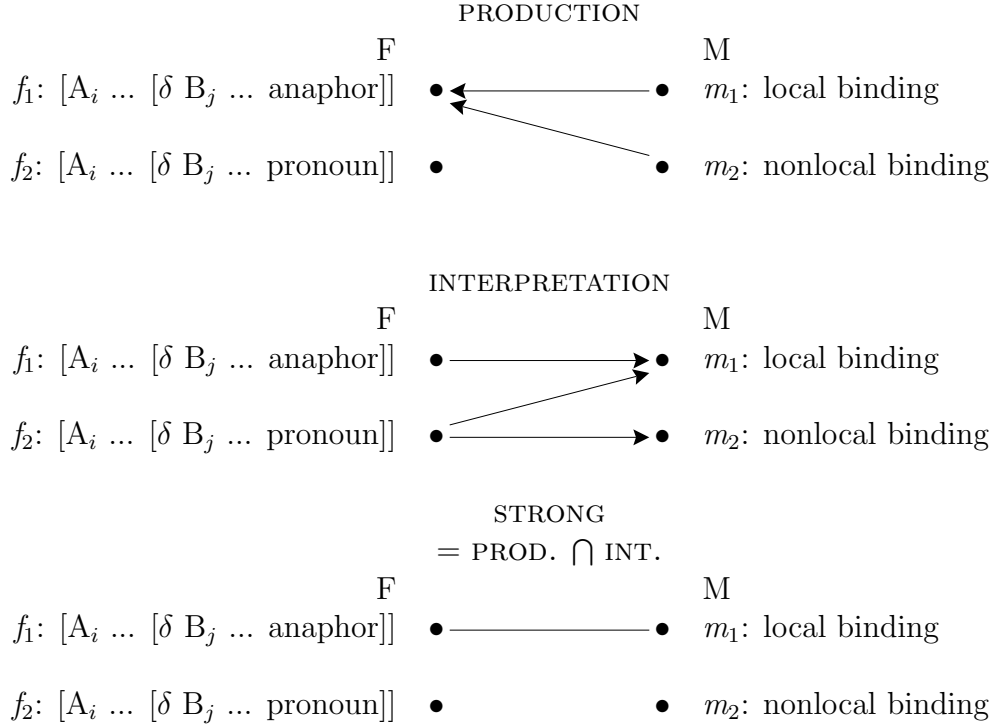 PRODUCTION
F M
f₁: [Aᵢ ... [δ Bⱼ ... anaphor]] m₁: local binding
f₂: [Aᵢ ... [δ Bⱼ ... pronoun]] m₂: nonlocal binding
INTERPRETATION
F M
f₁: [Aᵢ ... [δ Bⱼ ... anaphor]] m₁: local binding
f₂: [Aᵢ ... [δ Bⱼ ... pronoun]] m₂: nonlocal binding
STRONG
= PROD. ⋂ INT.
F M
f₁: [Aᵢ ... [δ Bⱼ ... anaphor]] m₁: local binding
f₂: [Aᵢ ... [δ Bⱼ ... pronoun]] m₂: nonlocal binding